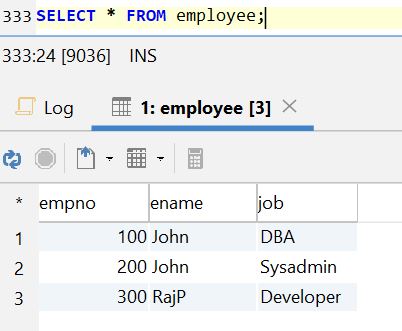 333 SELECT * FROM employee;
333:24 [9036] INS
Log 1: employee [3]
* empno ename job
1 100 John DBA
2 200 John Sysadmin
3 300 RajP Developer